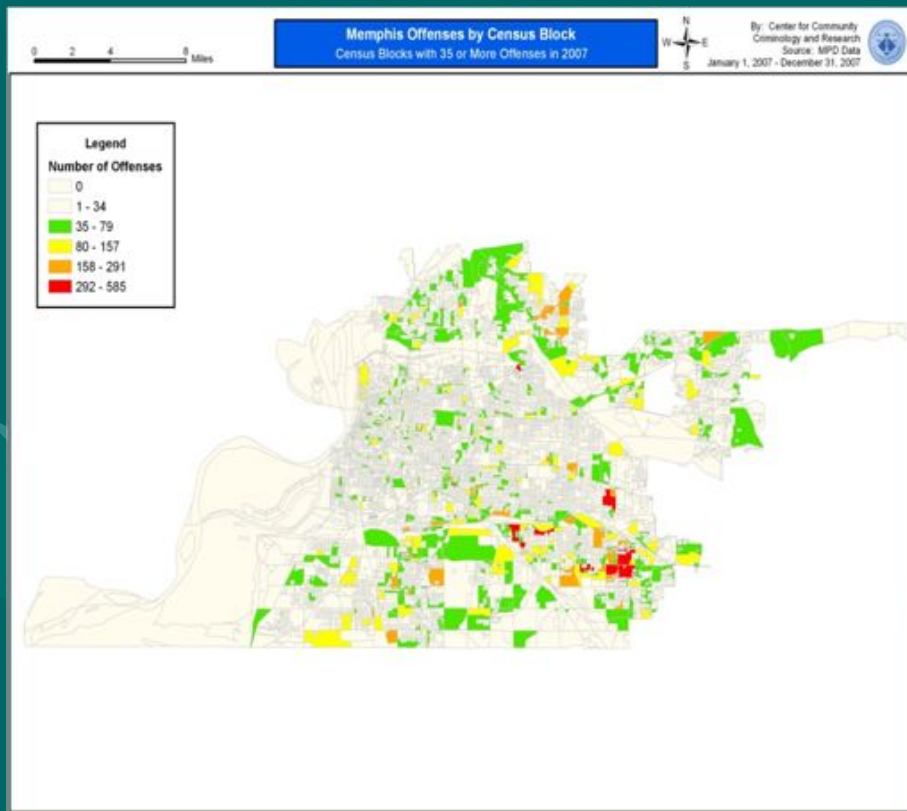 Memphis Offenses by Census Block
Census Blocks with 35 or More Offenses in 2007
0 2 4 8 Miles
N
W E
S
By: Center for Community
Criminology and Research
Source: MPD Data
January 1, 2007 - December 31, 2007
Legend
Number of Offenses
0
1 - 34
35 - 79
80 - 157
158 - 291
292 - 585